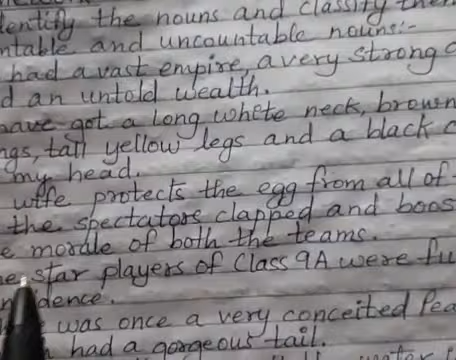 dentify the nouns and classify them
ntable and uncountable nouns:-
had a vast empire, a very strong
d an untold wealth.
have got a long white neck, brown
ngs, tall yellow legs and a black c
my head.
wife protects the egg from all of
the spectators clapped and boos
e morale of both the teams.
e star players of Class 9A were fu
dence.
was once a very conceited Pea
had a gorgeous tail.